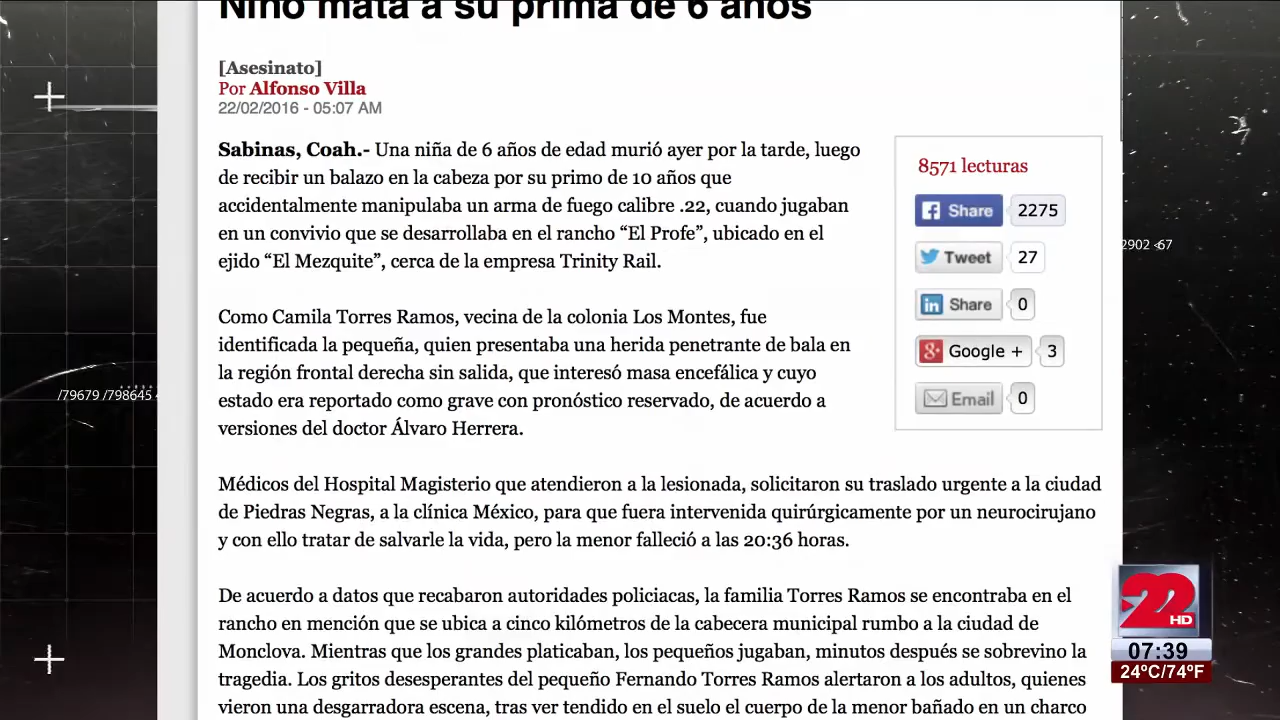 Niño mata a su prima de 6 años
[Asesinato]
Por Alfonso Villa
22/02/2016 - 05:07 AM
Sabinas, Coah.- Una niña de 6 años de edad murió ayer por la tarde, luego
de recibir un balazo en la cabeza por su primo de 10 años que
accidentalmente manipulaba un arma de fuego calibre .22, cuando jugaban
en un convivio que se desarrollaba en el rancho “El Profe”, ubicado en el
ejido “El Mezquite”, cerca de la empresa Trinity Rail.
Como Camila Torres Ramos, vecina de la colonia Los Montes, fue
identificada la pequeña, quien presentaba una herida penetrante de bala en
la región frontal derecha sin salida, que interesó masa encefálica y cuyo
estado era reportado como grave con pronóstico reservado, de acuerdo a
versiones del doctor Álvaro Herrera.
Médicos del Hospital Magisterio que atendieron a la lesionada, solicitaron su traslado urgente a la ciudad
de Piedras Negras, a la clínica México, para que fuera intervenida quirúrgicamente por un neurocirujano
y con ello tratar de salvarle la vida, pero la menor falleció a las 20:36 horas.
De acuerdo a datos que recabaron autoridades policiacas, la familia Torres Ramos se encontraba en el
rancho en mención que se ubica a cinco kilómetros de la cabecera municipal rumbo a la ciudad de
Monclova. Mientras que los grandes platicaban, los pequeños jugaban, minutos después se sobrevino la
tragedia. Los gritos desesperantes del pequeño Fernando Torres Ramos alertaron a los adultos, quienes
vieron una desgarradora escena, tras ver tendido en el suelo el cuerpo de la menor bañado en un charco
8571 lecturas
Share 2275
Tweet 27
Share 0
Google + 3
Email 0
2902 <67
/79679 /798645
22 HD
07:39
24°C/74°F